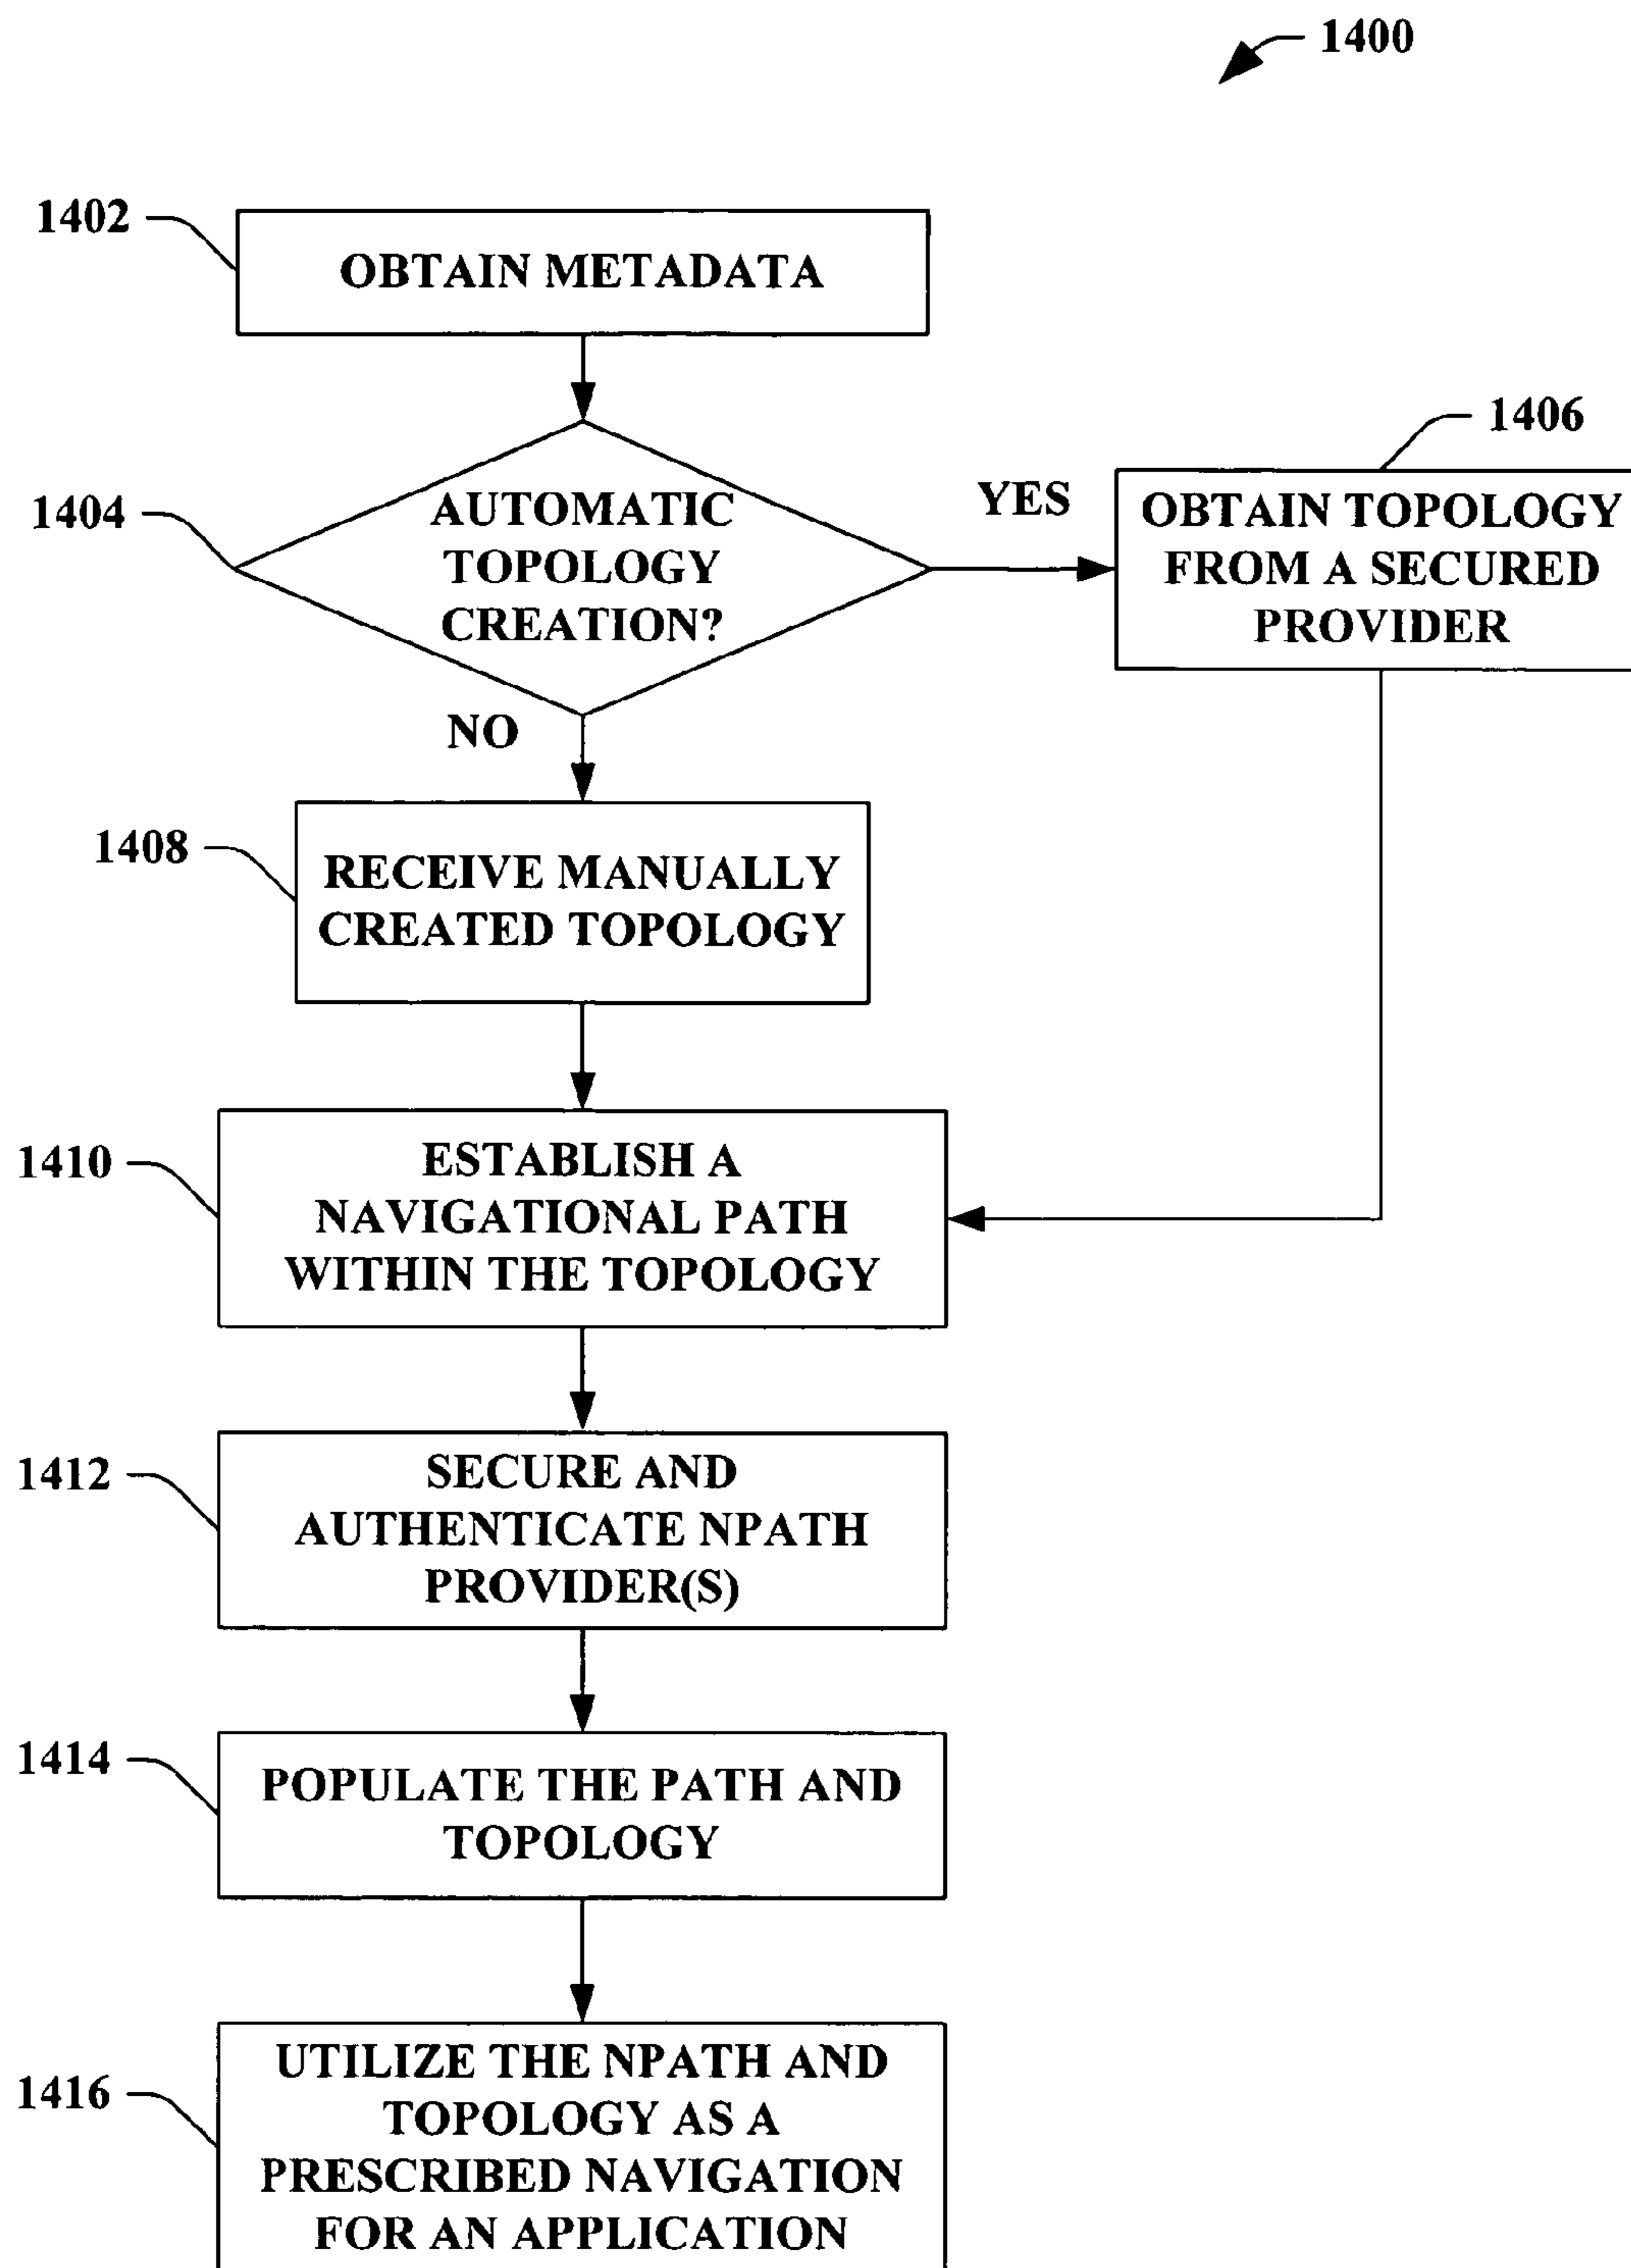 1400
1402
OBTAIN METADATA
1404
AUTOMATIC
TOPOLOGY
CREATION?
YES
1406
OBTAIN TOPOLOGY
FROM A SECURED
PROVIDER
NO
1408
RECEIVE MANUALLY
CREATED TOPOLOGY
1410
ESTABLISH A
NAVIGATIONAL PATH
WITHIN THE TOPOLOGY
1412
SECURE AND
AUTHENTICATE NPATH
PROVIDER(S)
1414
POPULATE THE PATH AND
TOPOLOGY
1416
UTILIZE THE NPATH AND
TOPOLOGY AS A
PRESCRIBED NAVIGATION
FOR AN APPLICATION